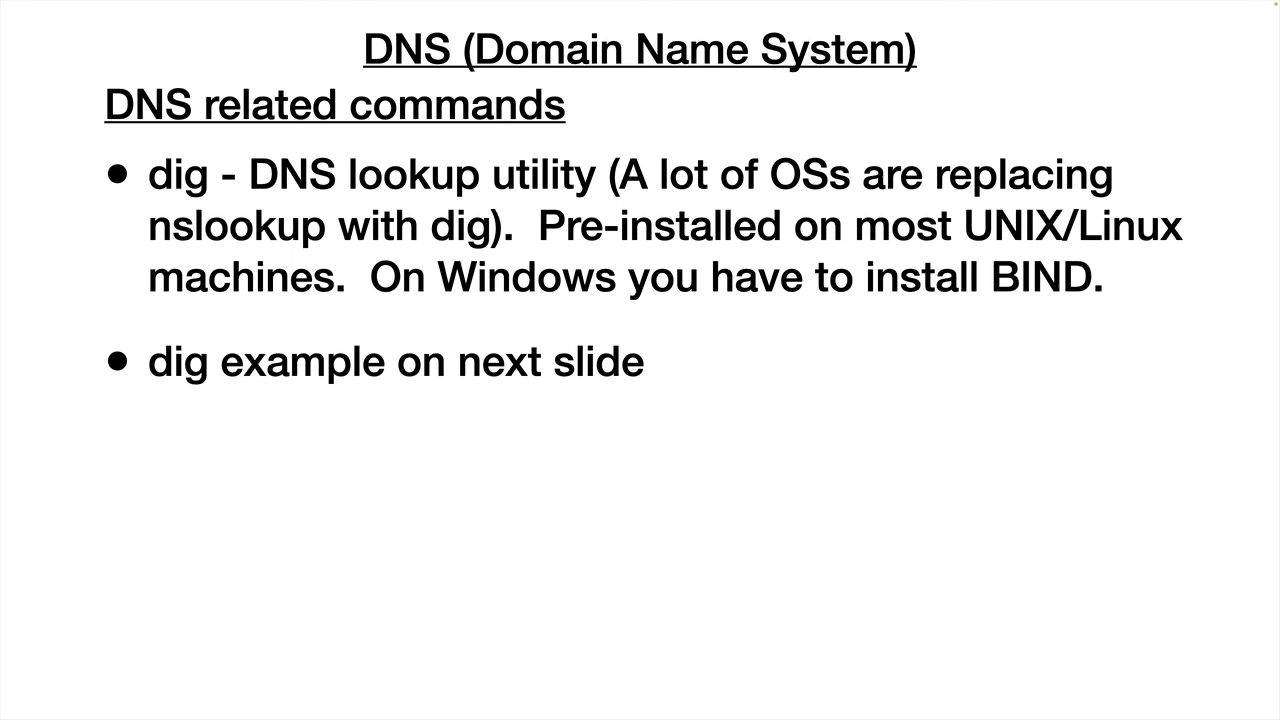 DNS (Domain Name System)
DNS related commands
• dig - DNS lookup utility (A lot of OSs are replacing
nslookup with dig).  Pre-installed on most UNIX/Linux
machines.  On Windows you have to install BIND.
• dig example on next slide